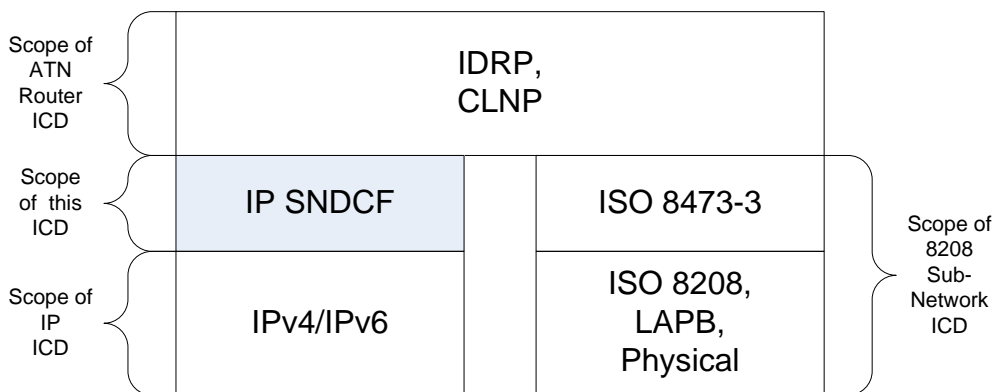 Scope of
ATN
Router
ICD
IDRP,
CLNP
Scope
of this
ICD
IP SNDCF
ISO 8473-3
Scope of
IP
ICD
IPv4/IPv6
ISO 8208,
LAPB,
Physical
Scope of
8208
Sub-
Network
ICD